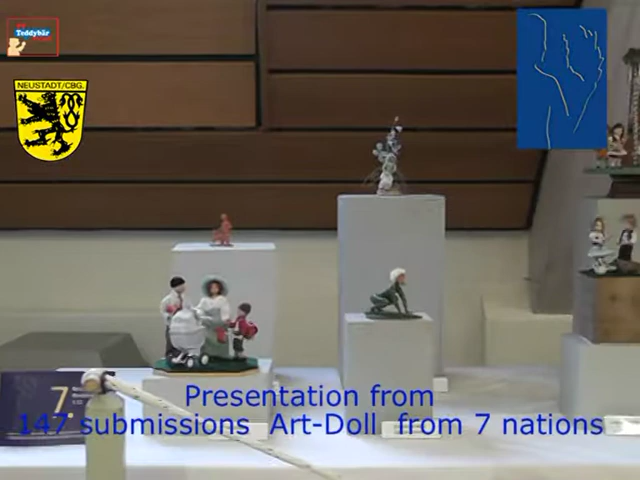 Teddybär
NEUSTADT/CBG.
7
Presentation from
147 submissions Art-Doll from 7 nations